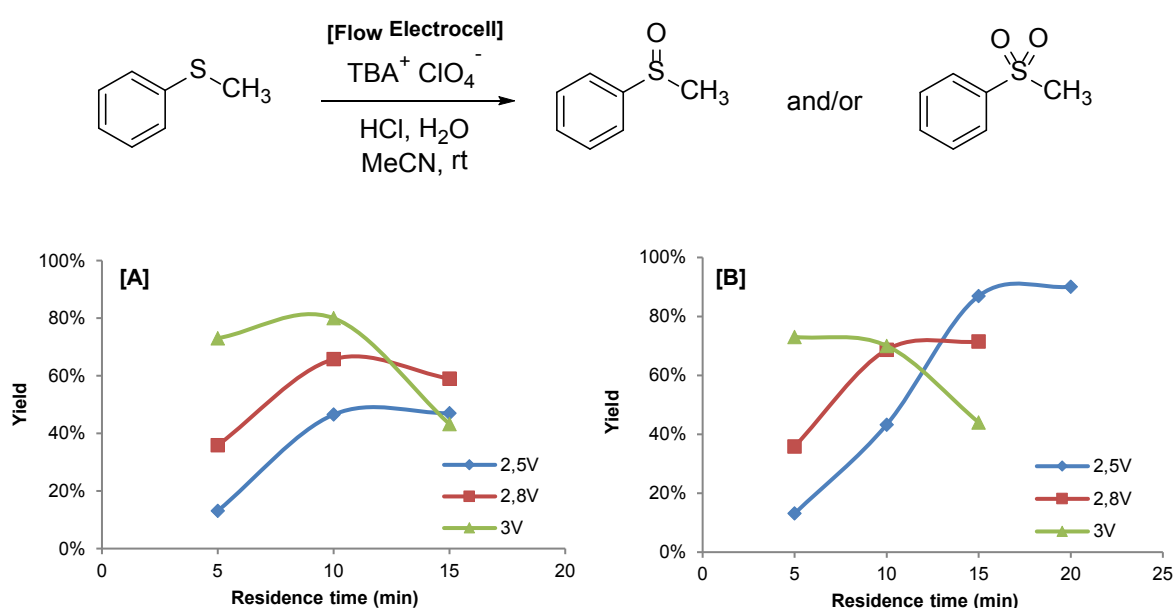 [Flow Electrocell]
TBA+ ClO4-
HCl, H2O
MeCN, rt
S
CH3
O
S
CH3
and/or
O O
S
CH3
[A]
100%
80%
60%
40%
20%
0%
0 5 10 15 20
Yield
Residence time (min)
2,5V
2,8V
3V
[B]
100%
80%
60%
40%
20%
0%
0 5 10 15 20 25
Yield
Residence time (min)
2,5V
2,8V
3V